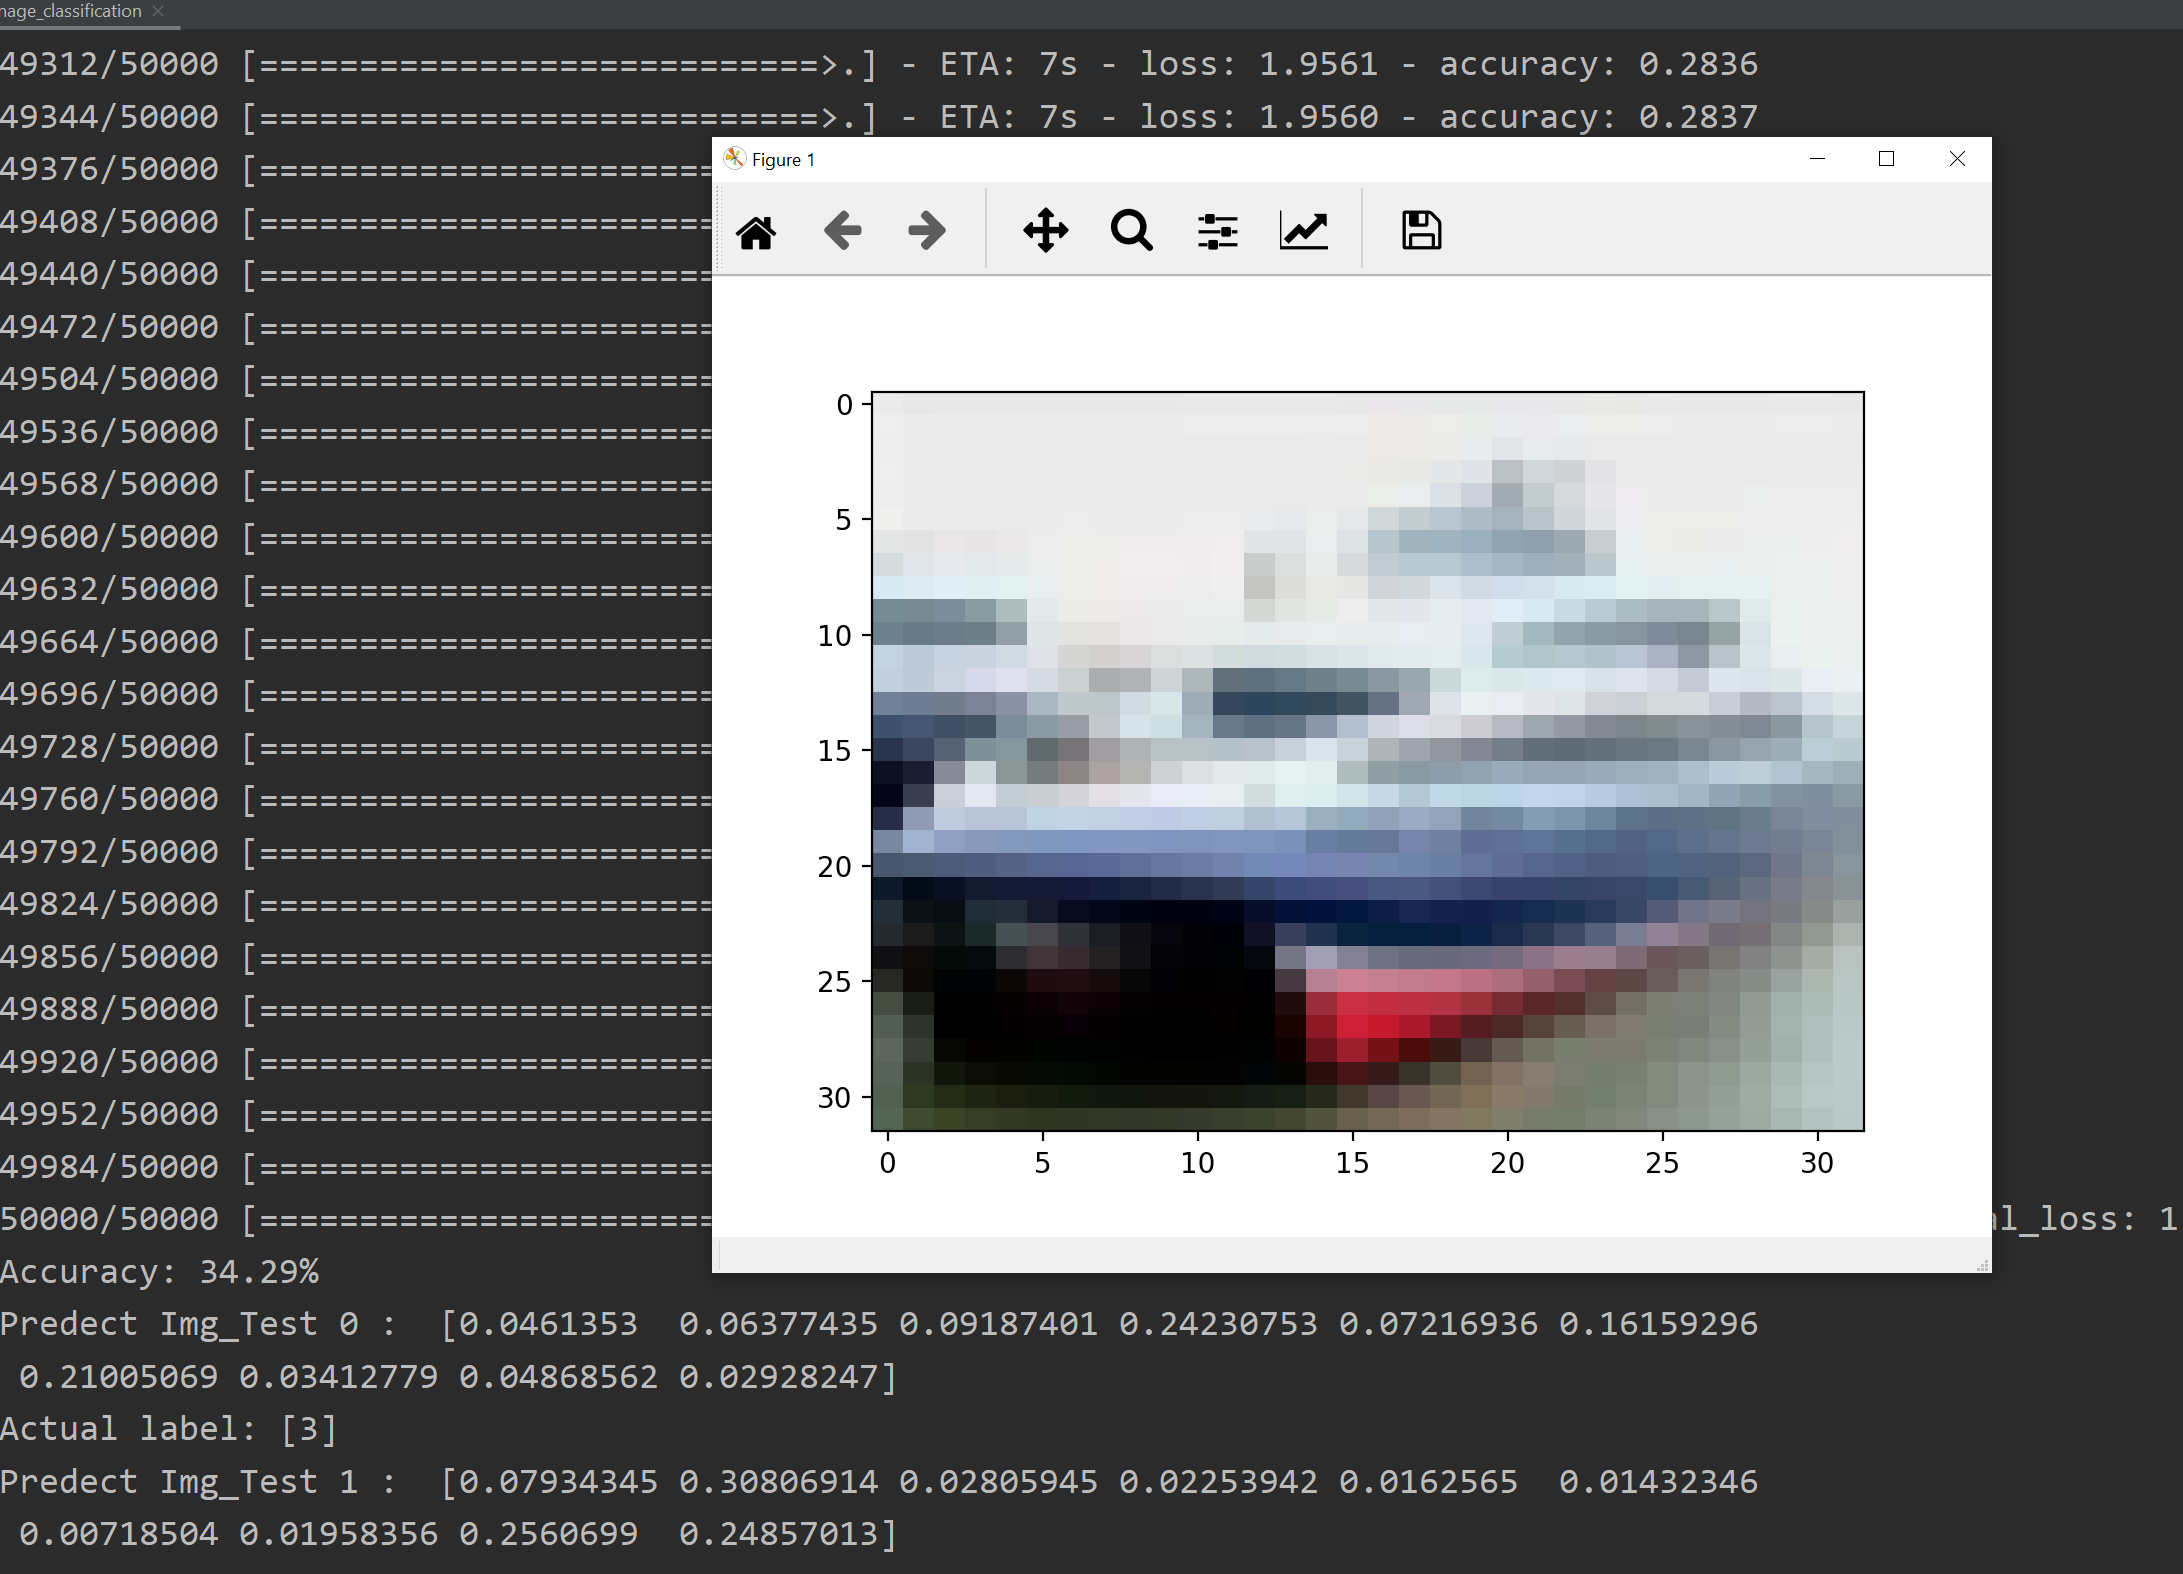 nage_classification
49312/50000 [============================>.] - ETA: 7s - loss: 1.9561 - accuracy: 0.2836
49344/50000 [============================>.] - ETA: 7s - loss: 1.9560 - accuracy: 0.2837
49376/50000 [=======================
Figure 1
49408/50000 [=======================
49440/50000 [=======================
49472/50000 [=======================
49504/50000 [=======================
49536/50000 [=======================
49568/50000 [=======================
49600/50000 [=======================
49632/50000 [=======================
49664/50000 [=======================
49696/50000 [=======================
49728/50000 [=======================
49760/50000 [=======================
49792/50000 [=======================
49824/50000 [=======================
49856/50000 [=======================
49888/50000 [=======================
49920/50000 [=======================
49952/50000 [=======================
49984/50000 [=======================
0
5
10
15
20
25
30
0 5 10 15 20 25 30
50000/50000 [======================= al_loss: 1
Accuracy: 34.29%
Predect Img_Test 0 :  [0.0461353  0.06377435 0.09187401 0.24230753 0.07216936 0.16159296
 0.21005069 0.03412779 0.04868562 0.02928247]
Actual label: [3]
Predect Img_Test 1 :  [0.07934345 0.30806914 0.02805945 0.02253942 0.0162565  0.01432346
 0.00718504 0.01958356 0.2560699  0.24857013]